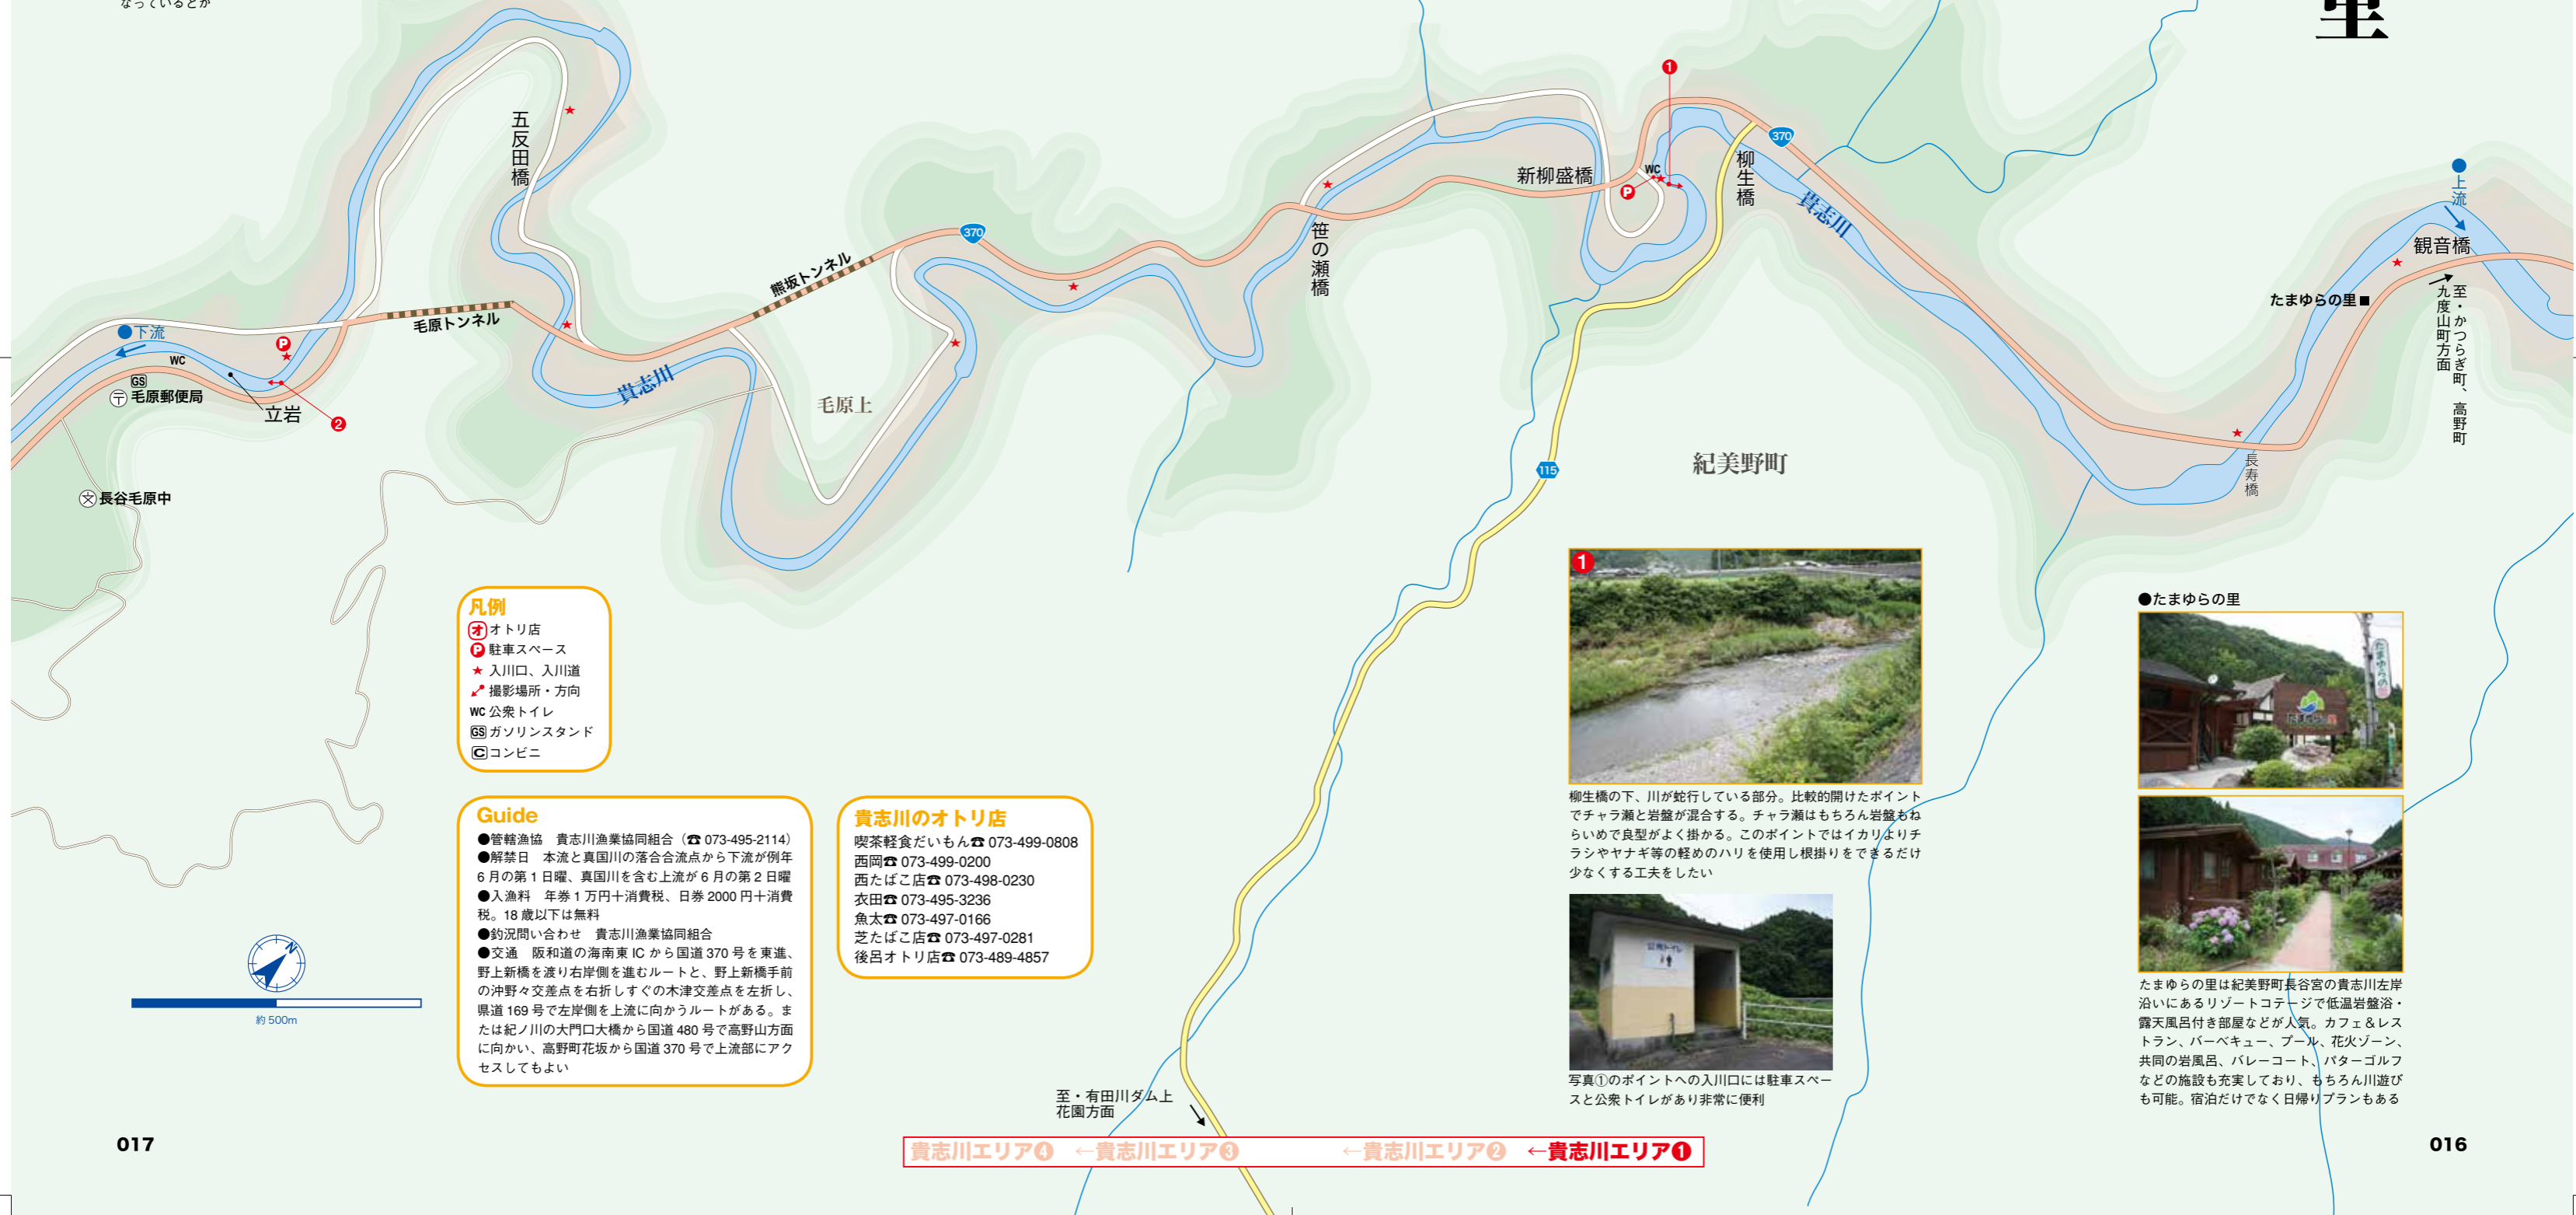 なっているとか
里
五反田橋
熊坂トンネル
370
毛原トンネル
●下流
WC
GS
〒毛原郵便局
P
立岩
2
文長谷毛原中
貴志川
毛原上
笹の瀬橋
新柳盛橋
1
WC
P
柳生橋
370
貴志川
115
紀美野町
●上流
観音橋
たまゆらの里■
至・かつらぎ町、高野町
九度山町方面
長寿橋
凡例
オ オトリ店
P 駐車スペース
★ 入川口、入川道
撮影場所・方向
WC 公衆トイレ
GS ガソリンスタンド
C コンビニ
Guide
●管轄漁協　貴志川漁業協同組合（☎ 073-495-2114）
●解禁日　本流と真国川の落合合流点から下流が例年
6 月の第 1 日曜、真国川を含む上流が 6 月の第 2 日曜
●入漁料　年券 1 万円＋消費税、日券 2000 円＋消費
税。18 歳以下は無料
●釣況問い合わせ　貴志川漁業協同組合
●交通　阪和道の海南東 IC から国道 370 号を東進、
野上新橋を渡り右岸側を進むルートと、野上新橋手前
の沖野々交差点を右折しすぐの木津交差点を左折し、
県道 169 号で左岸側を上流に向かうルートがある。ま
たは紀ノ川の大門口大橋から国道 480 号で高野山方面
に向かい、高野町花坂から国道 370 号で上流部にアク
セスしてもよい
貴志川のオトリ店
喫茶軽食だいもん☎ 073-499-0808
西岡☎ 073-499-0200
西たばこ店☎ 073-498-0230
衣田☎ 073-495-3236
魚太☎ 073-497-0166
芝たばこ店☎ 073-497-0281
後呂オトリ店☎ 073-489-4857
N
約 500m
1
柳生橋の下、川が蛇行している部分。比較的開けたポイント
でチャラ瀬と岩盤が混合する。チャラ瀬はもちろん岩盤もね
らいめで良型がよく掛かる。このポイントではイカリよりチ
ラシやヤナギ等の軽めのハリを使用し根掛りをできるだけ
少なくする工夫をしたい
公衆トイレ
写真①のポイントへの入川口には駐車スペー
スと公衆トイレがあり非常に便利
●たまゆらの里
たまゆらの里
たまゆらの里は紀美野町長谷宮の貴志川左岸
沿いにあるリゾートコテージで低温岩盤浴・
露天風呂付き部屋などが人気。カフェ＆レス
トラン、バーベキュー、プール、花火ゾーン、
共同の岩風呂、バレーコート、パターゴルフ
などの施設も充実しており、もちろん川遊び
も可能。宿泊だけでなく日帰りプランもある
至・有田川ダム上
花園方面
貴志川エリア❹　←貴志川エリア❸　←貴志川エリア❷　←貴志川エリア❶
017
016